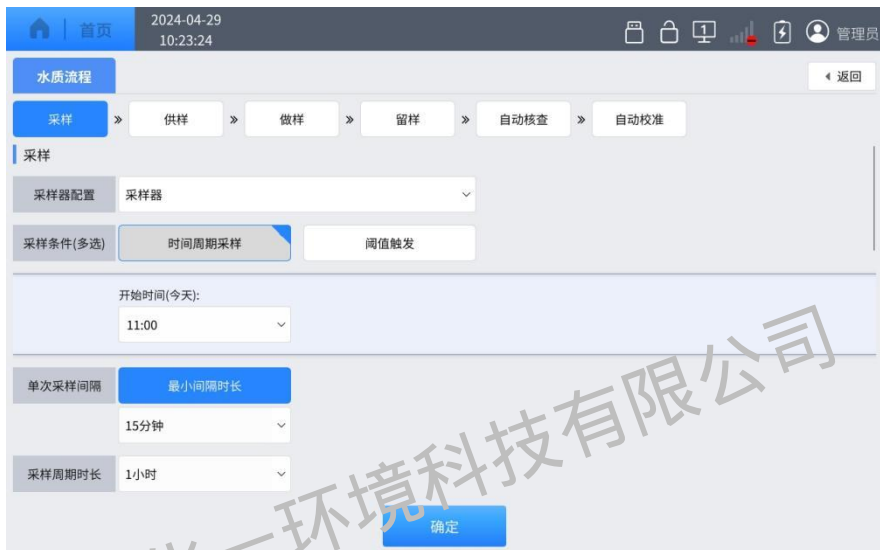 首页
2024-04-29
10:23:24
1
管理员
水质流程
返回
采样 » 供样 » 做样 » 留样 » 自动核查 » 自动校准
采样
采样器配置 采样器
采样条件(多选) 时间周期采样 阈值触发
开始时间(今天):
11:00
单次采样间隔 最小间隔时长
15分钟
采样周期时长 1小时
确定
一环境科技有限公司